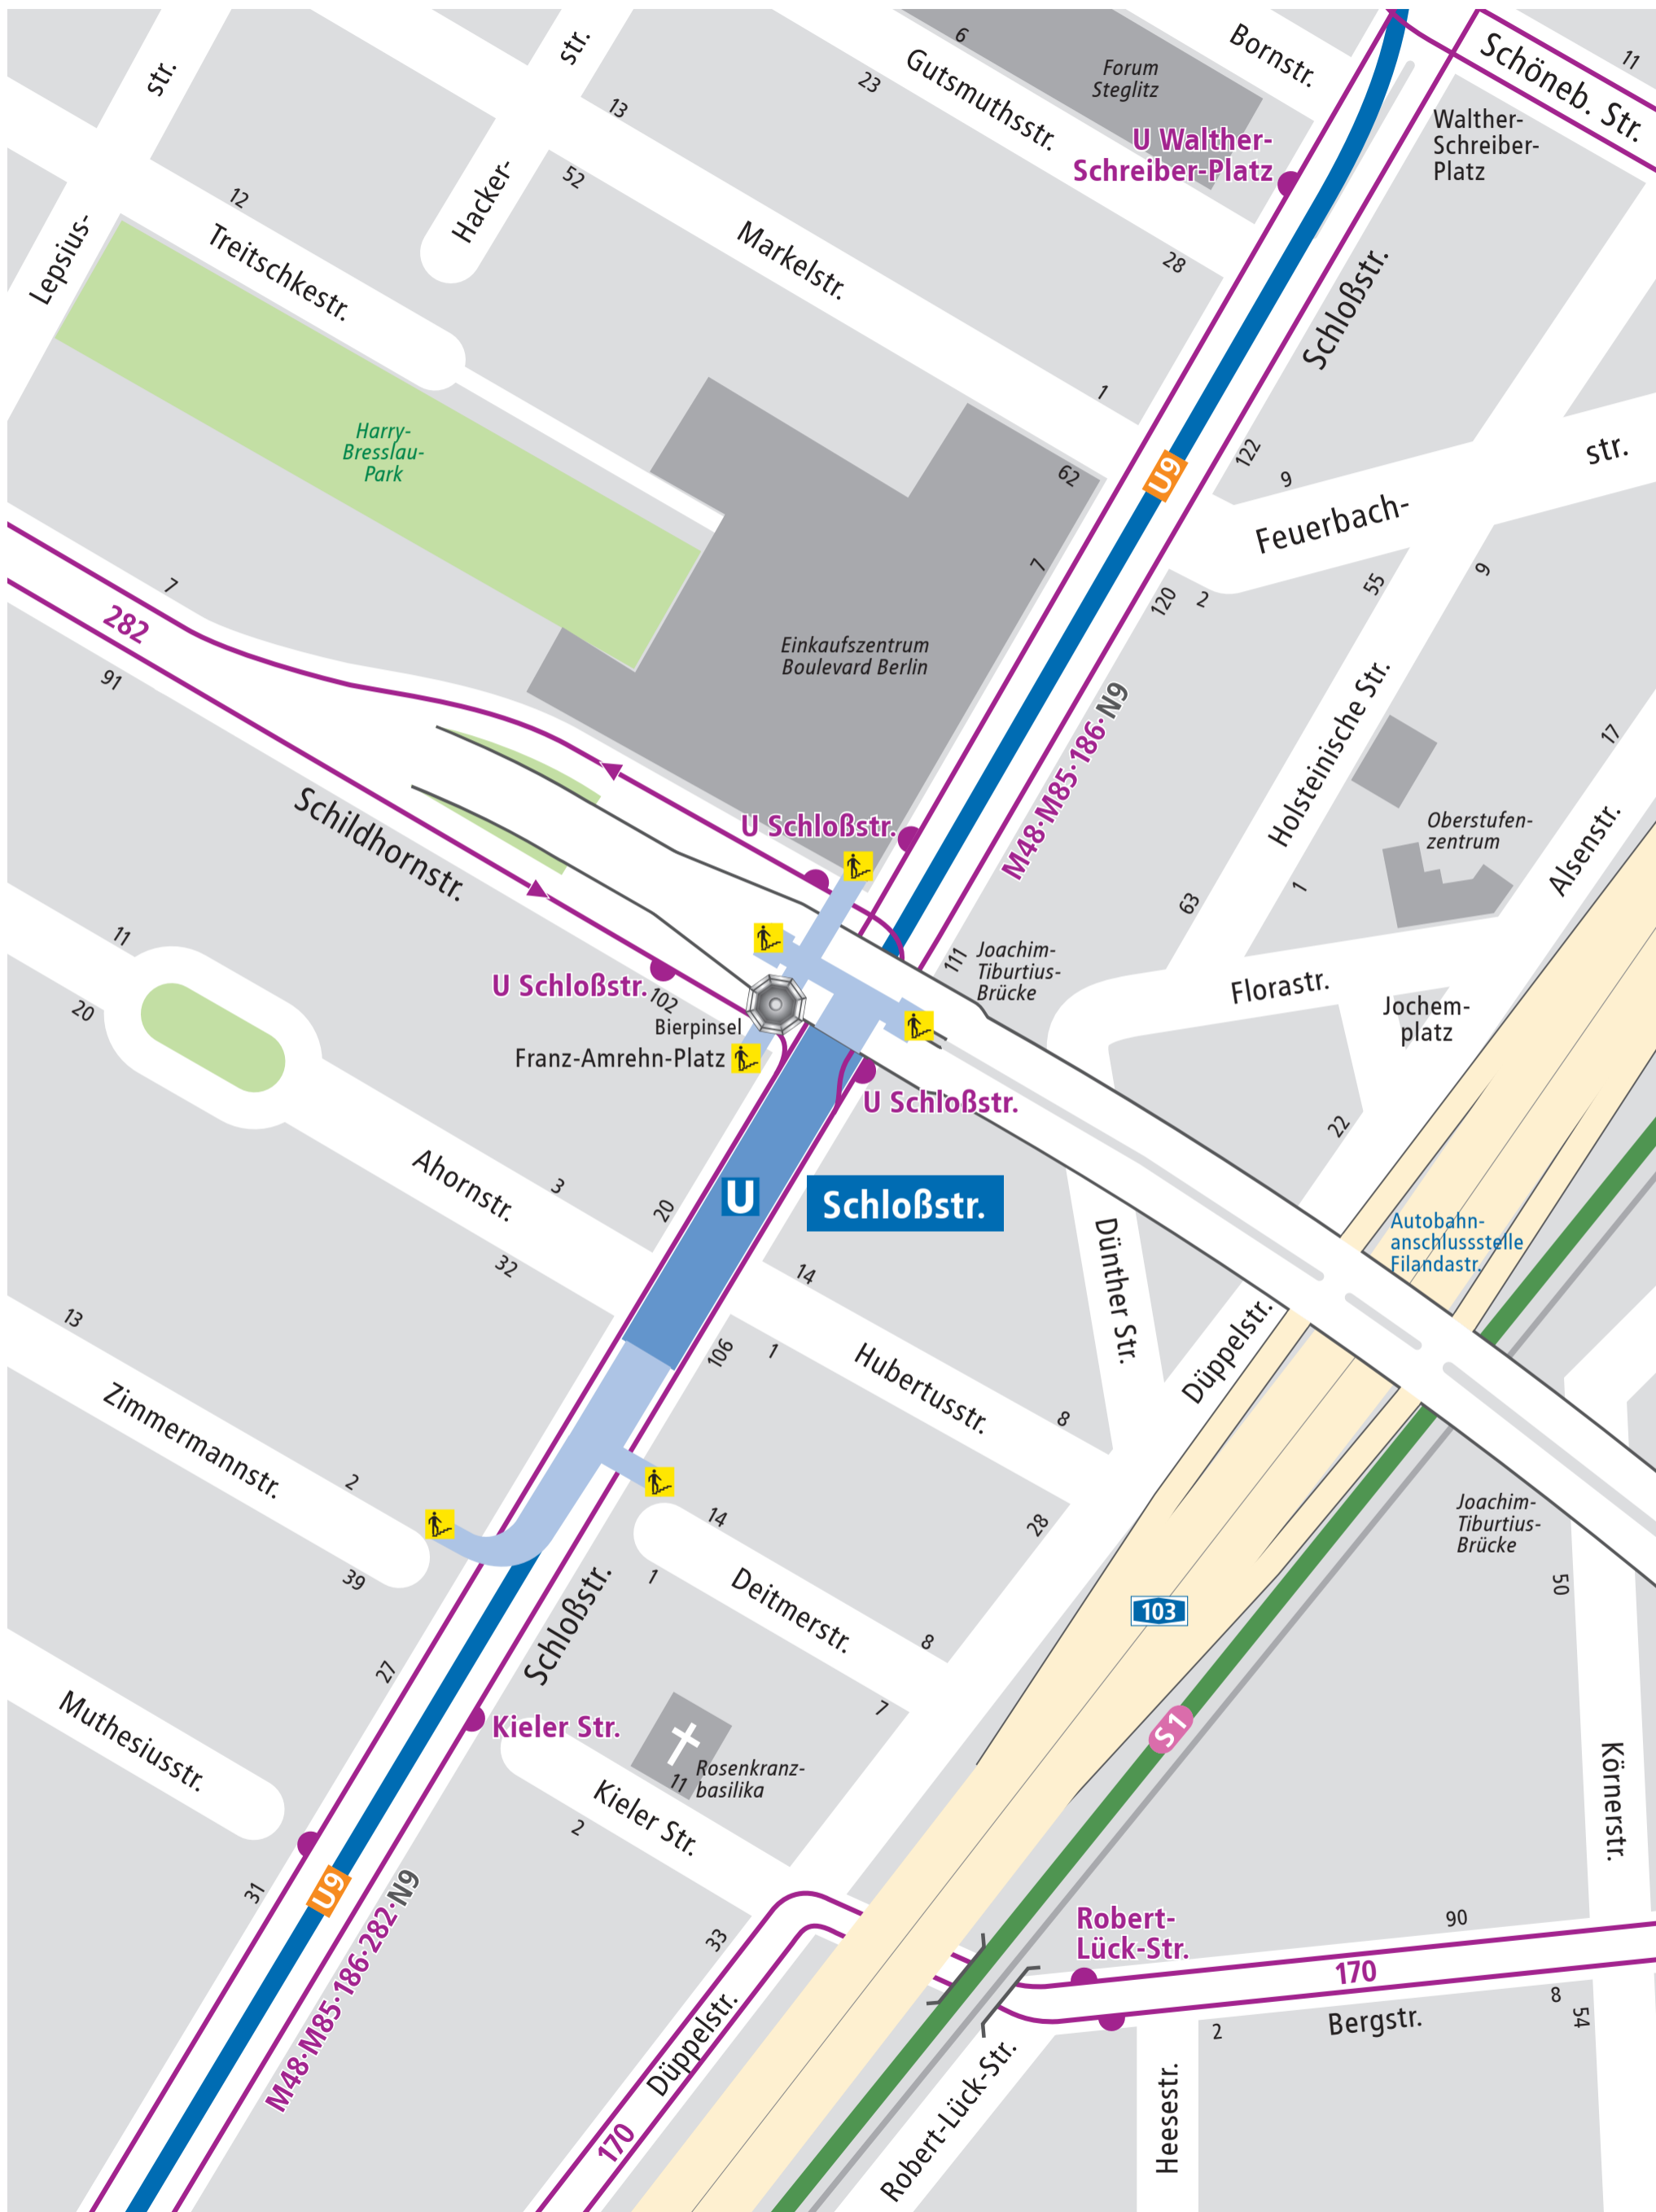 str.
str.
6
Forum
Steglitz
Bornstr.
Schöneb. Str.
11
23
Gutsmuthsstr.
13
Walther-
Schreiber-
Platz
U Walther-
Schreiber-Platz
Hacker-
52
12
Lepsius-
Treitschkestr.
Markelstr.
28
Schloßstr.
1
Harry-
Bresslau-
Park
62
U9
122
9
str.
Feuerbach-
7
7
120
2
55
9
282
91
Einkaufszentrum
Boulevard Berlin
M48·M85·186·N9
Holsteinische Str.
17
Schildhornstr.
U Schloßstr.
Oberstufen-
zentrum
Alsenstr.
63
1
11
20
111
Joachim-
Tiburtius-
Brücke
U Schloßstr.
102
Bierpinsel
Franz-Amrehn-Platz
Florastr.
Jochem-
platz
U Schloßstr.
22
Ahornstr.
3
20
U
Schloßstr.
Autobahn-
anschlussstelle
Filandastr.
32
14
Dünther Str.
Düppelstr.
13
106
1
Hubertusstr.
8
Zimmermannstr.
2
39
14
28
Joachim-
Tiburtius-
Brücke
50
1
Deitmerstr.
8
103
Schloßstr.
27
7
Muthesiusstr.
Kieler Str.
S1
Rosenkranz-
basilika
11
Kieler Str.
2
Körnerstr.
31
U9
M48·M85·186·282·N9
33
Robert-
Lück-Str.
90
170
8
54
2
Bergstr.
Düppelstr.
170
Robert-Lück-Str.
Heesestr.